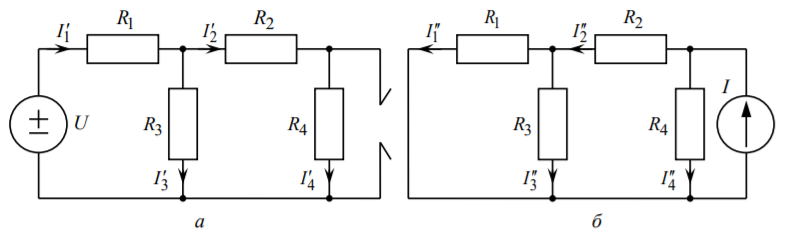 I′₁ R₁ I′₂ R₂ I″₁ R₁ I″₂ R₂
U R₃ R₄ R₃ R₄ I
I′₃ I′₄ I″₃ I″₄
а б